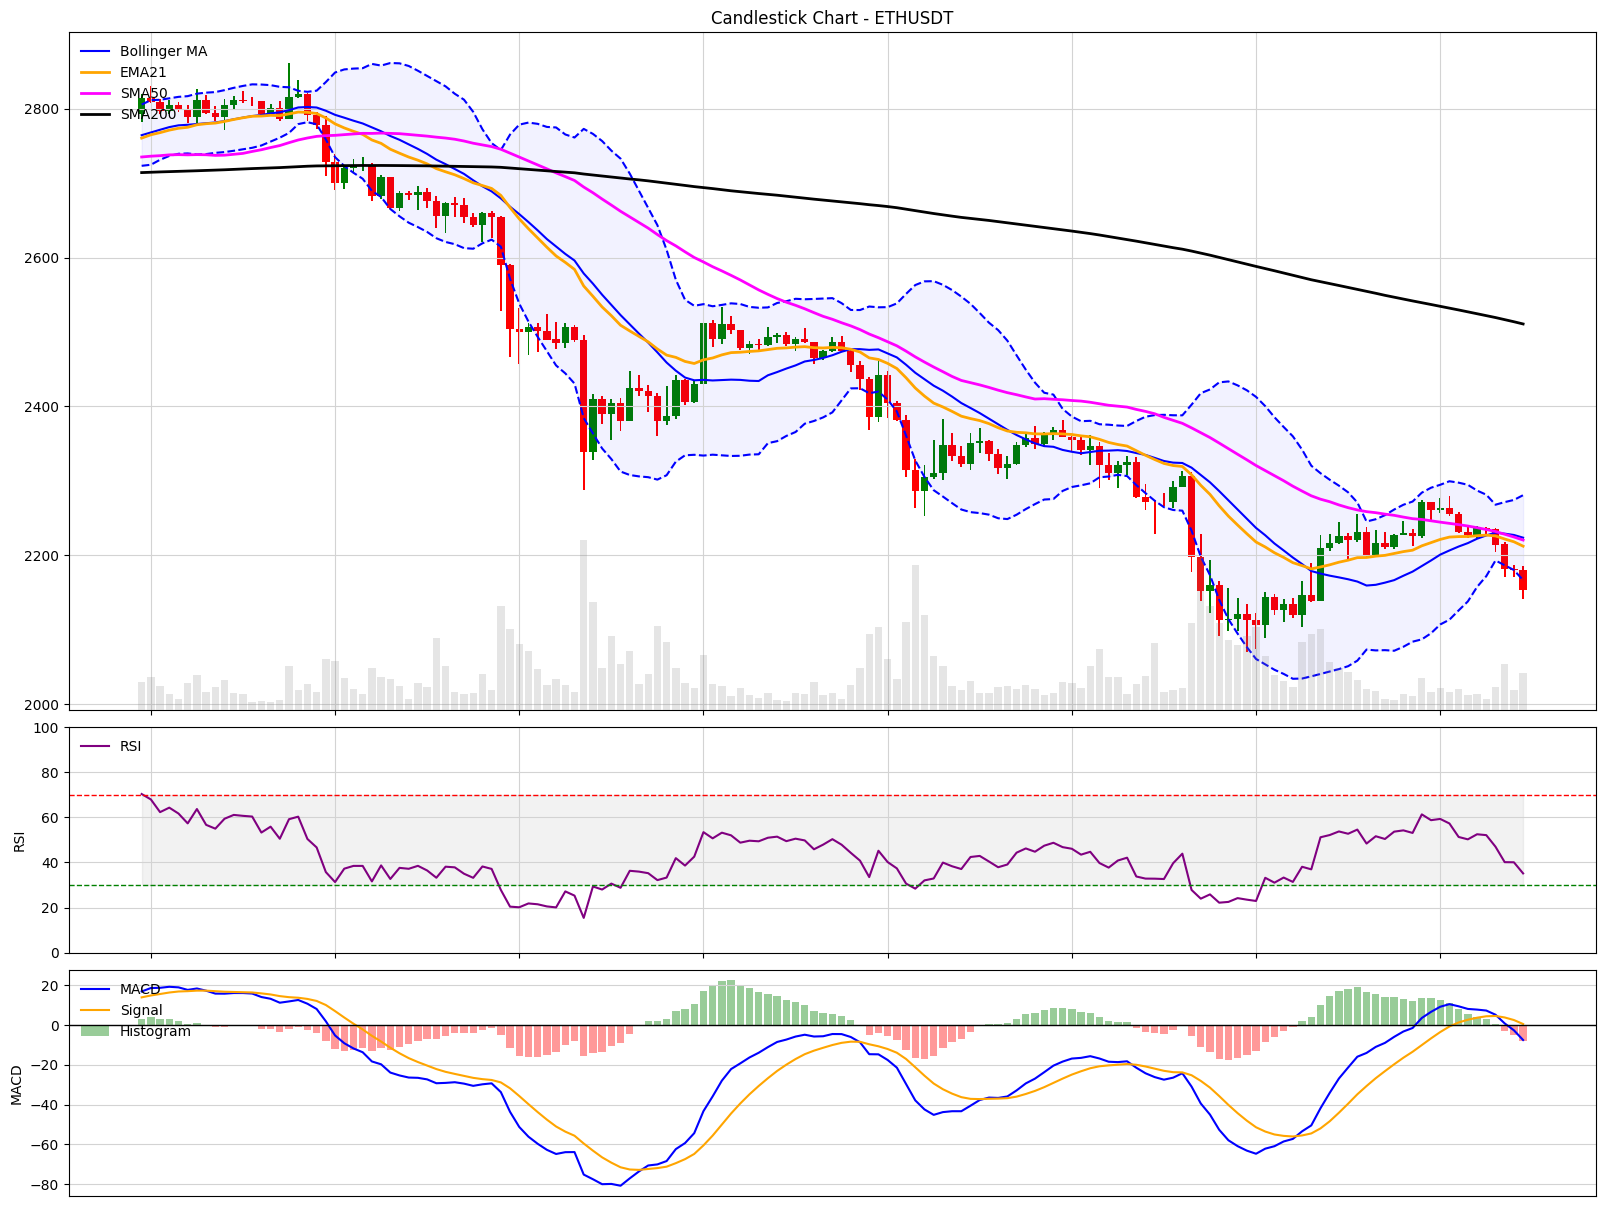 Candlestick Chart - ETHUSDT
Bollinger MA
EMA21
SMA50
SMA200
2800
2600
2400
2200
2000
RSI
100
80
60
40
20
0
RSI
MACD
Signal
Histogram
20
0
−20
−40
−60
−80
MACD